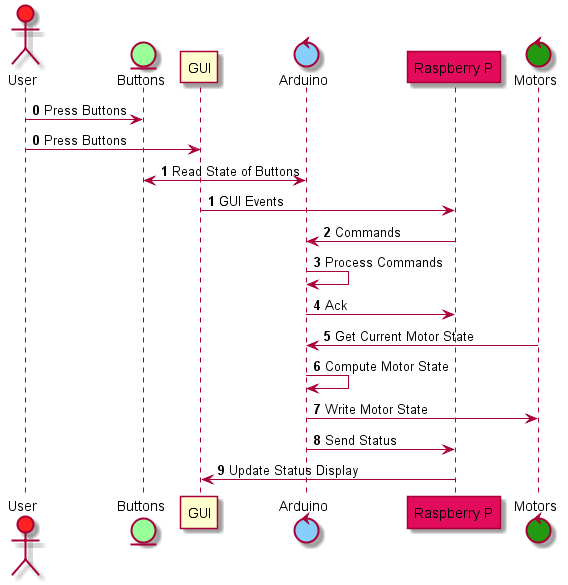 User
Buttons
GUI
Arduino
Raspberry P
Motors
0 Press Buttons
0 Press Buttons
1 Read State of Buttons
1 GUI Events
2 Commands
3 Process Commands
4 Ack
5 Get Current Motor State
6 Compute Motor State
7 Write Motor State
8 Send Status
9 Update Status Display
User
Buttons
GUI
Arduino
Raspberry P
Motors